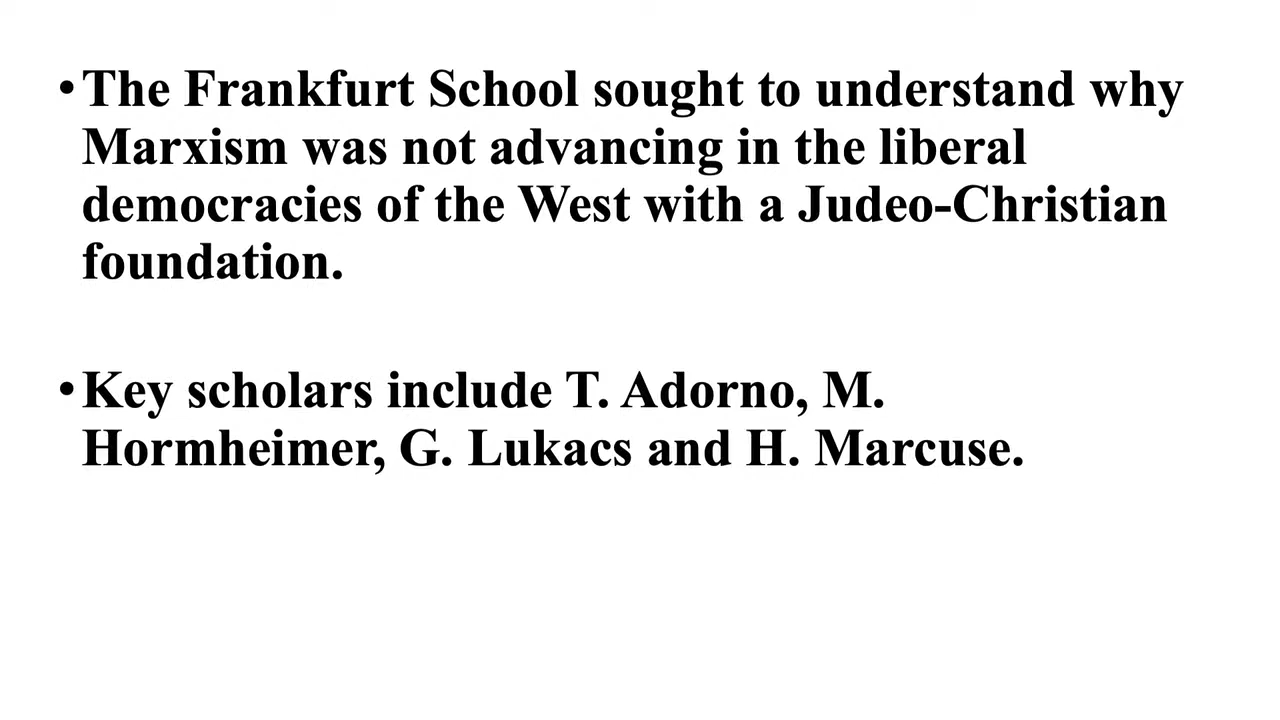 • The Frankfurt School sought to understand why
Marxism was not advancing in the liberal
democracies of the West with a Judeo-Christian
foundation.
• Key scholars include T. Adorno, M.
Hormheimer, G. Lukacs and H. Marcuse.